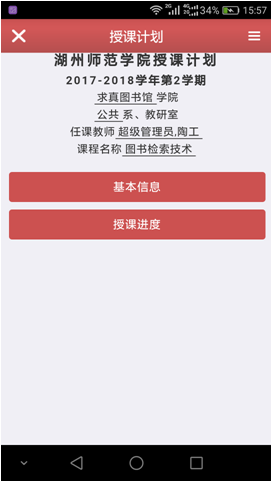 2G 4G 2G 34% 15:57
授课计划
湖州师范学院授课计划
2017-2018学年第2学期
求真图书馆 学院
公共 系、教研室
任课教师 超级管理员,陶工
课程名称 图书检索技术
基本信息
授课进度